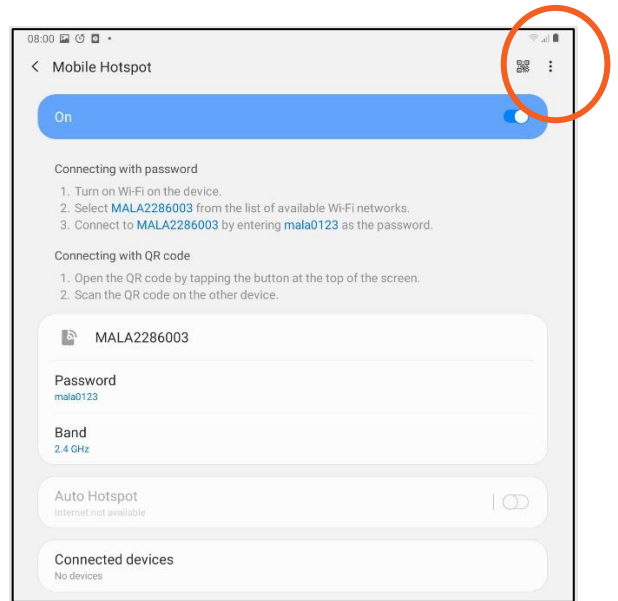 08:00
Mobile Hotspot
On
Connecting with password
1. Turn on Wi-Fi on the device.
2. Select MALA2286003 from the list of available Wi-Fi networks.
3. Connect to MALA2286003 by entering mala0123 as the password.
Connecting with QR code
1. Open the QR code by tapping the button at the top of the screen.
2. Scan the QR code on the other device.
MALA2286003
Password
mala0123
Band
2.4 GHz
Auto Hotspot
Internet not available
Connected devices
No devices